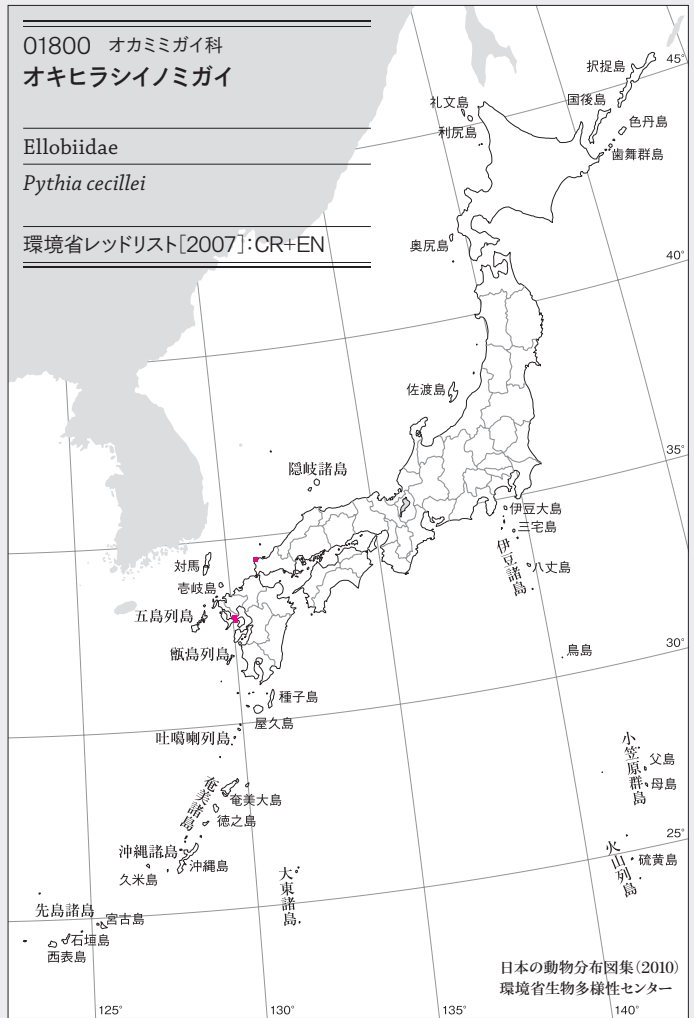 01800 オカミミガイ科
オキヒラシイノミガイ
Ellobiidae
Pythia cecillei
環境省レッドリスト[2007]:CR+EN
択捉島
45°
礼文島
国後島
利尻島
色丹島
歯舞群島
奥尻島
40°
佐渡島
35°
隠岐諸島
伊豆大島
三宅島
伊豆諸島
八丈島
対馬
壱岐島
五島列島
甑島列島
鳥島
30°
種子島
屋久島
吐噶喇列島
小笠原群島
父島
母島
奄美諸島
奄美大島
徳之島
25°
沖縄諸島
沖縄島
久米島
火山列島
硫黄島
大東諸島
先島諸島
宮古島
石垣島
西表島
日本の動物分布図集(2010)
環境省生物多様性センター
125°
130°
135°
140°